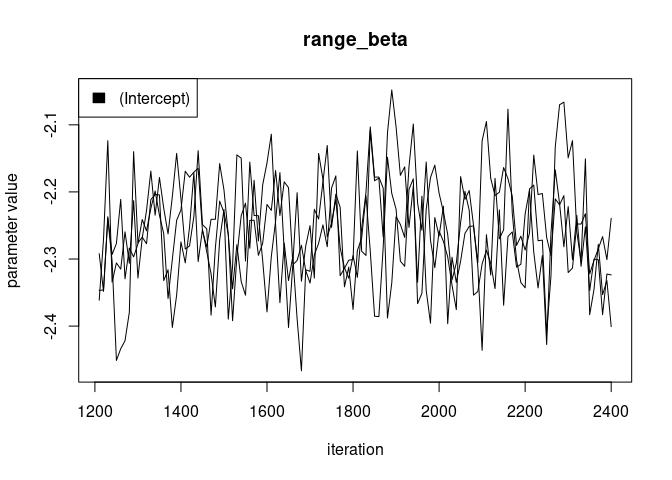 range_beta
(Intercept)
parameter value
-2.1
-2.2
-2.3
-2.4
1200 1400 1600 1800 2000 2200 2400
iteration